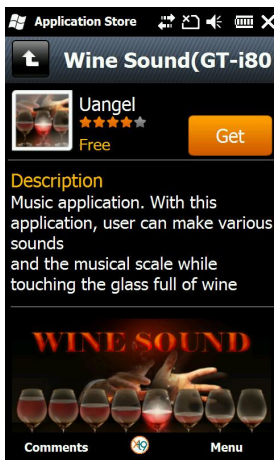 Application Store
Wine Sound(GT-i80
Uangel
Free
Get
Description
Music application. With this
application, user can make various
sounds
and the musical scale while
touching the glass full of wine
WINE SOUND
Comments
Menu